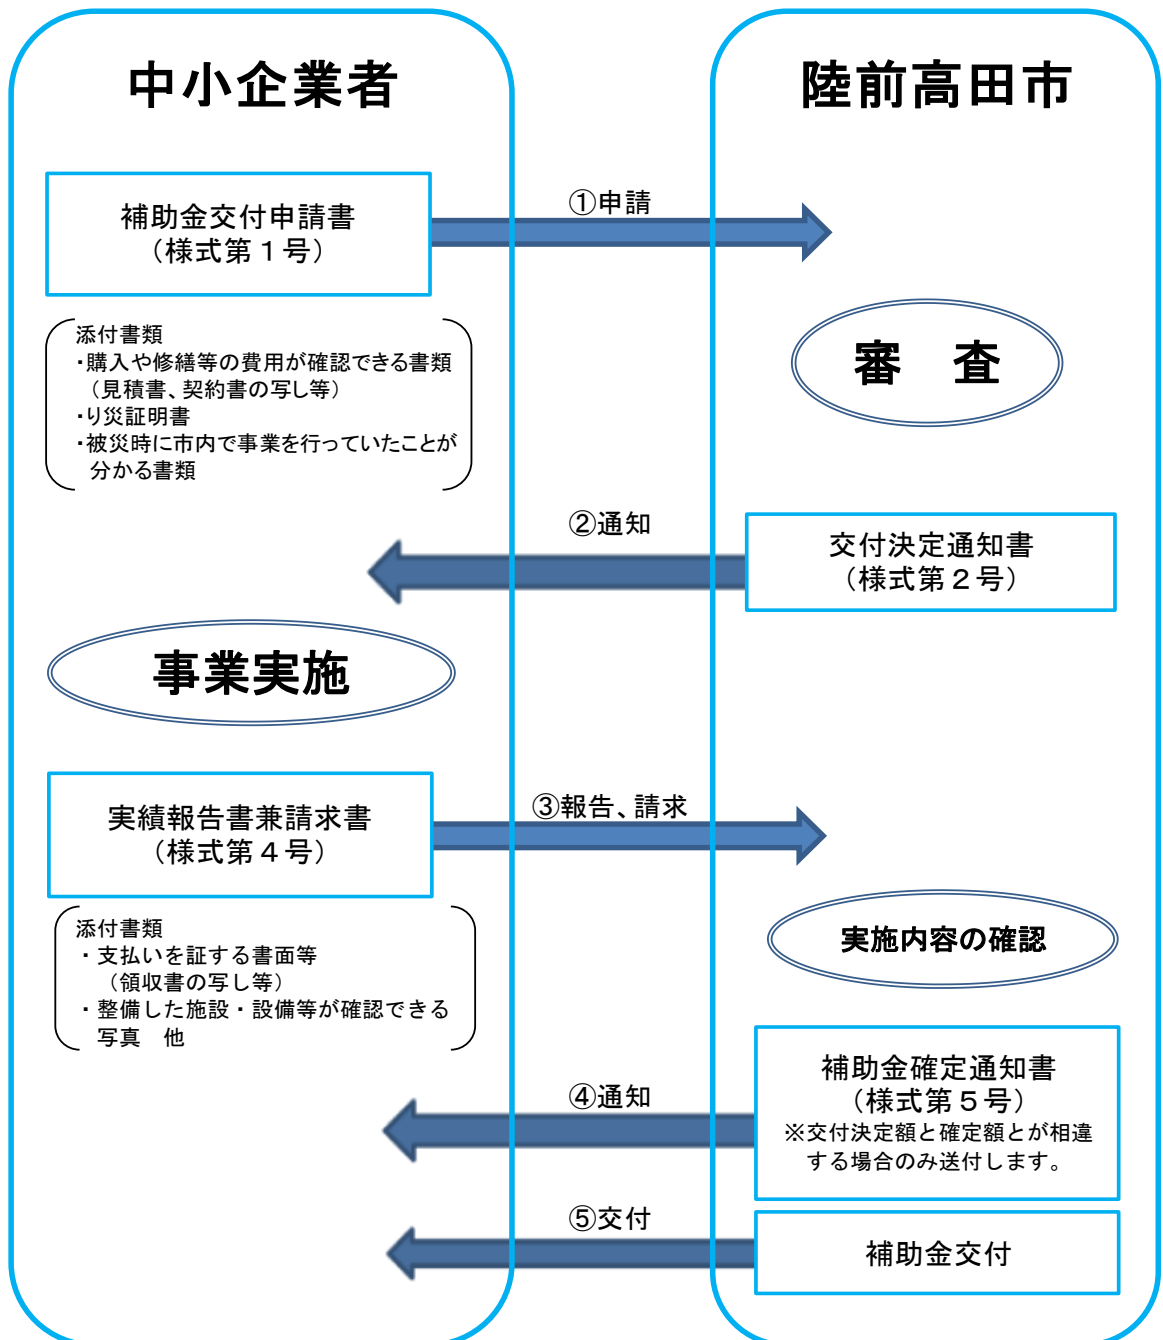 中小企業者
陸前高田市
補助金交付申請書
（様式第１号）
①申請
添付書類
・購入や修繕等の費用が確認できる書類
（見積書、契約書の写し等）
・り災証明書
・被災時に市内で事業を行っていたことが
分かる書類
審　査
②通知
交付決定通知書
（様式第２号）
事業実施
実績報告書兼請求書
（様式第４号）
③報告、請求
添付書類
・支払いを証する書面等
（領収書の写し等）
・整備した施設・設備等が確認できる
写真　他
実施内容の確認
④通知
補助金確定通知書
（様式第５号）
※交付決定額と確定額とが相違
する場合のみ送付します。
⑤交付
補助金交付